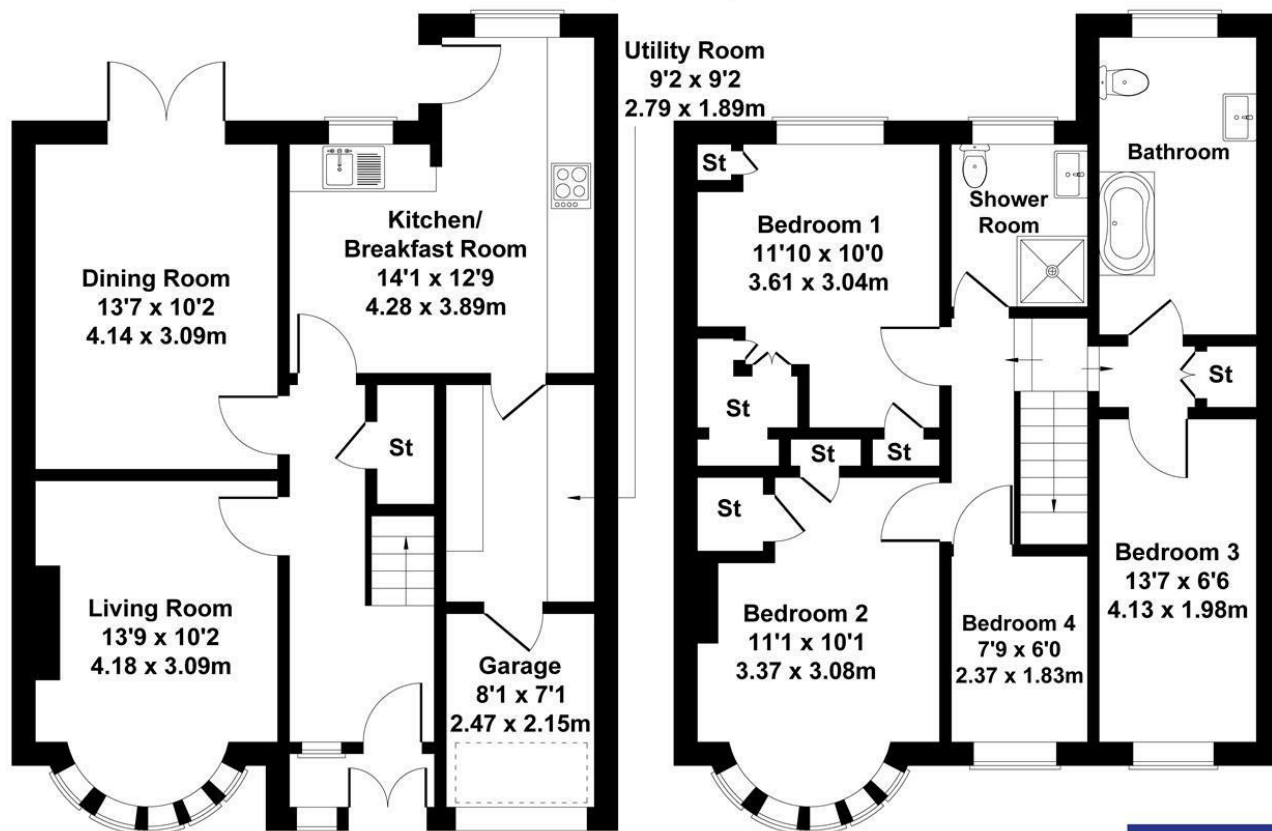 Utility Room
9'2 x 9'2
2.79 x 1.89m
Kitchen/
Breakfast Room
14'1 x 12'9
4.28 x 3.89m
Dining Room
13'7 x 10'2
4.14 x 3.09m
St
Living Room
13'9 x 10'2
4.18 x 3.09m
Garage
8'1 x 7'1
2.47 x 2.15m
St
Bedroom 1
11'10 x 10'0
3.61 x 3.04m
Shower
Room
Bathroom
St
St
St
St
St
Bedroom 2
11'1 x 10'1
3.37 x 3.08m
Bedroom 4
7'9 x 6'0
2.37 x 1.83m
Bedroom 3
13'7 x 6'6
4.13 x 1.98m